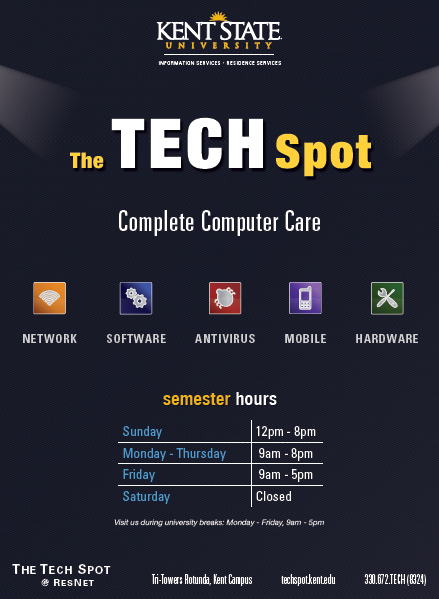 KENT STATE
UNIVERSITY
INFORMATION SERVICES • RESIDENCE SERVICES
The TECH Spot
Complete Computer Care
NETWORK SOFTWARE ANTIVIRUS MOBILE HARDWARE
semester hours
Sunday 12pm - 8pm
Monday - Thursday 9am - 8pm
Friday 9am - 5pm
Saturday Closed
Visit us during university breaks: Monday - Friday, 9am - 5pm
THE TECH SPOT
@ RESNET
Tri-Towers Rotunda, Kent Campus techspot.kent.edu 330.672.TECH (8324)